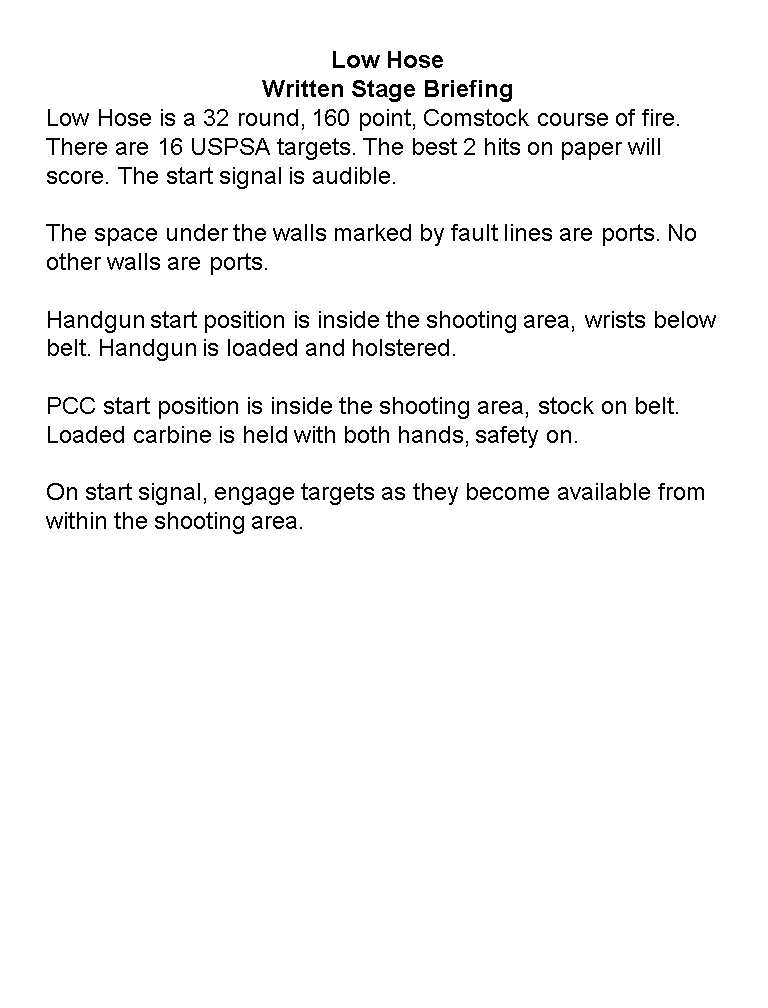 Low Hose
Written Stage Briefing
Low Hose is a 32 round, 160 point, Comstock course of fire.
There are 16 USPSA targets. The best 2 hits on paper will
score. The start signal is audible.
The space under the walls marked by fault lines are ports. No
other walls are ports.
Handgun start position is inside the shooting area, wrists below
belt. Handgun is loaded and holstered.
PCC start position is inside the shooting area, stock on belt.
Loaded carbine is held with both hands, safety on.
On start signal, engage targets as they become available from
within the shooting area.